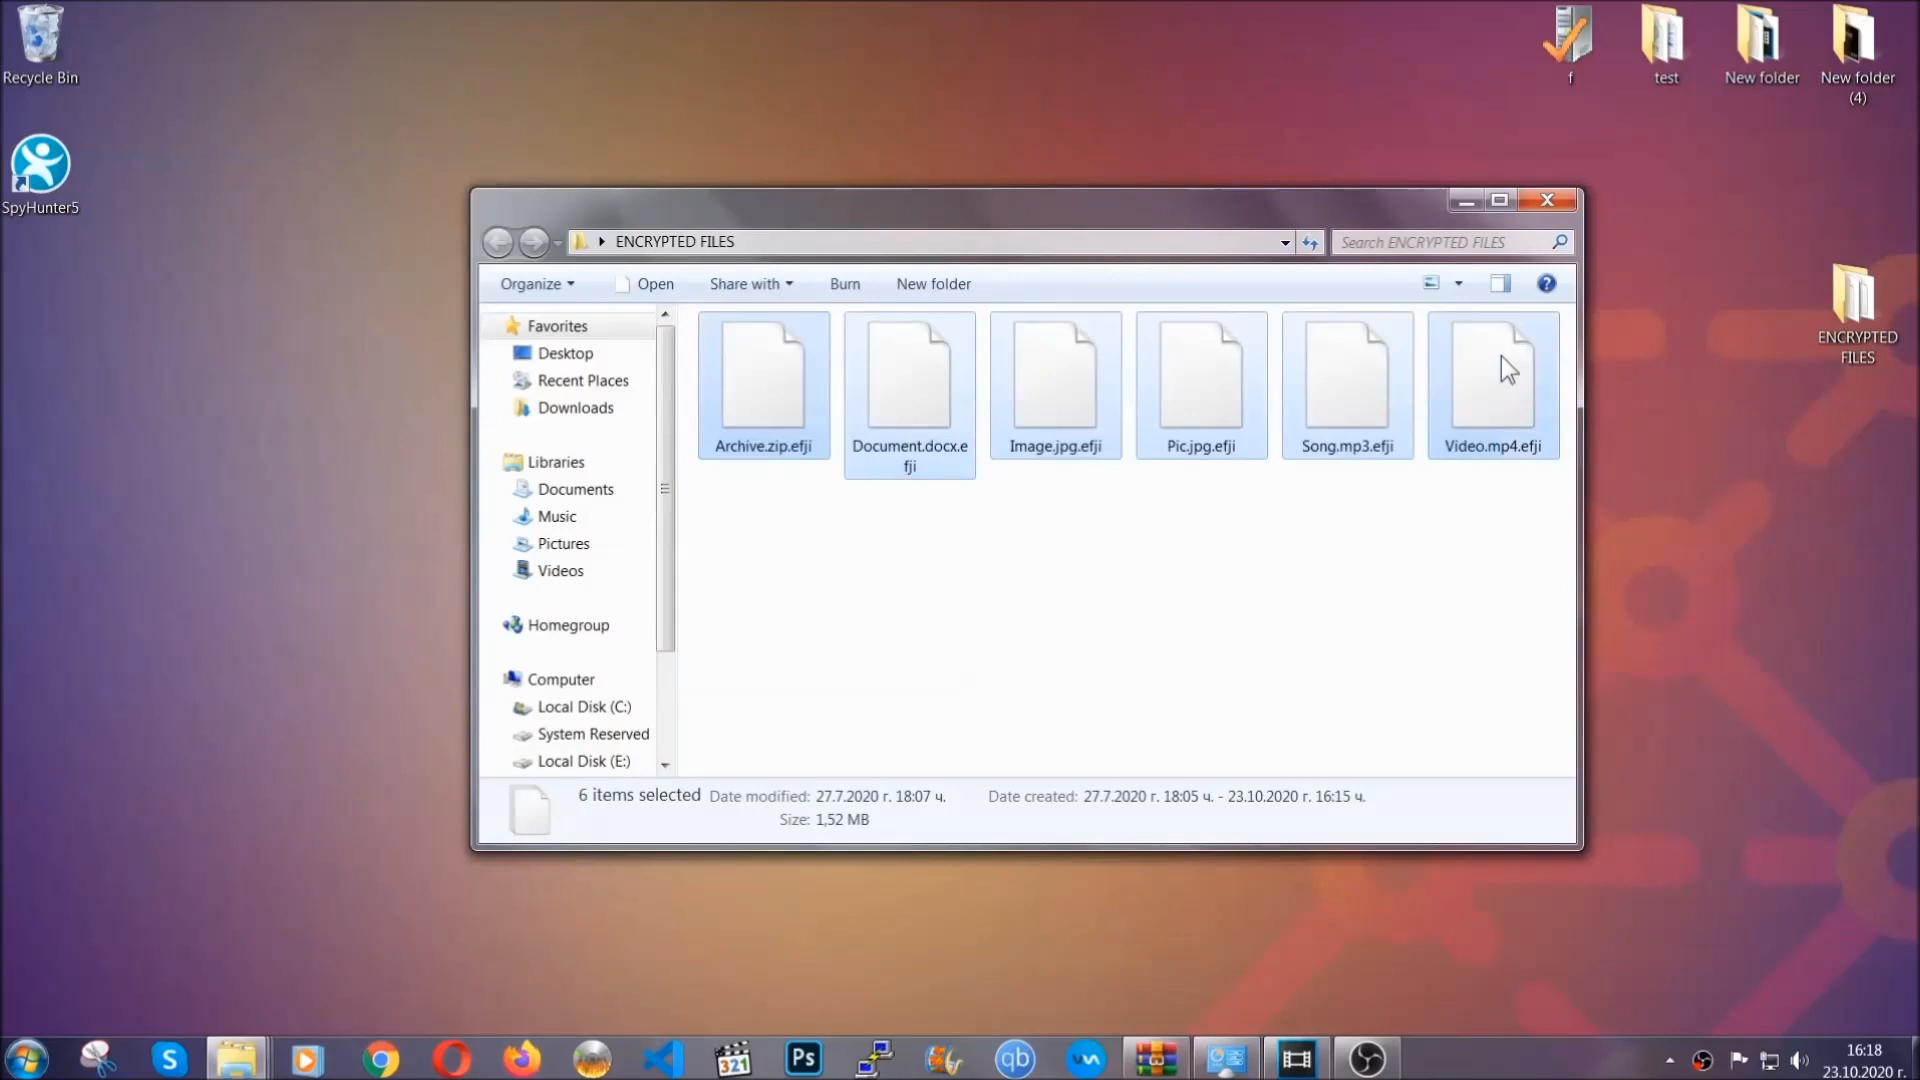 Recycle Bin
SpyHunter5
f
test
New folder
New folder
(4)
ENCRYPTED
FILES
ENCRYPTED FILES
Search ENCRYPTED FILES
Organize
Open
Share with
Burn
New folder
Favorites
Desktop
Recent Places
Downloads
Libraries
Documents
Music
Pictures
Videos
Homegroup
Computer
Local Disk (C:)
System Reserved
Local Disk (E:)
Archive.zip.efji
Document.docx.e
fji
Image.jpg.efji
Pic.jpg.efji
Song.mp3.efji
Video.mp4.efji
6 items selected
Date modified: 27.7.2020 г. 18:07 ч.
Date created: 27.7.2020 г. 18:05 ч. - 23.10.2020 г. 16:15 ч.
Size: 1,52 MB
S
321
Ps
qb
16:18
23.10.2020 г.